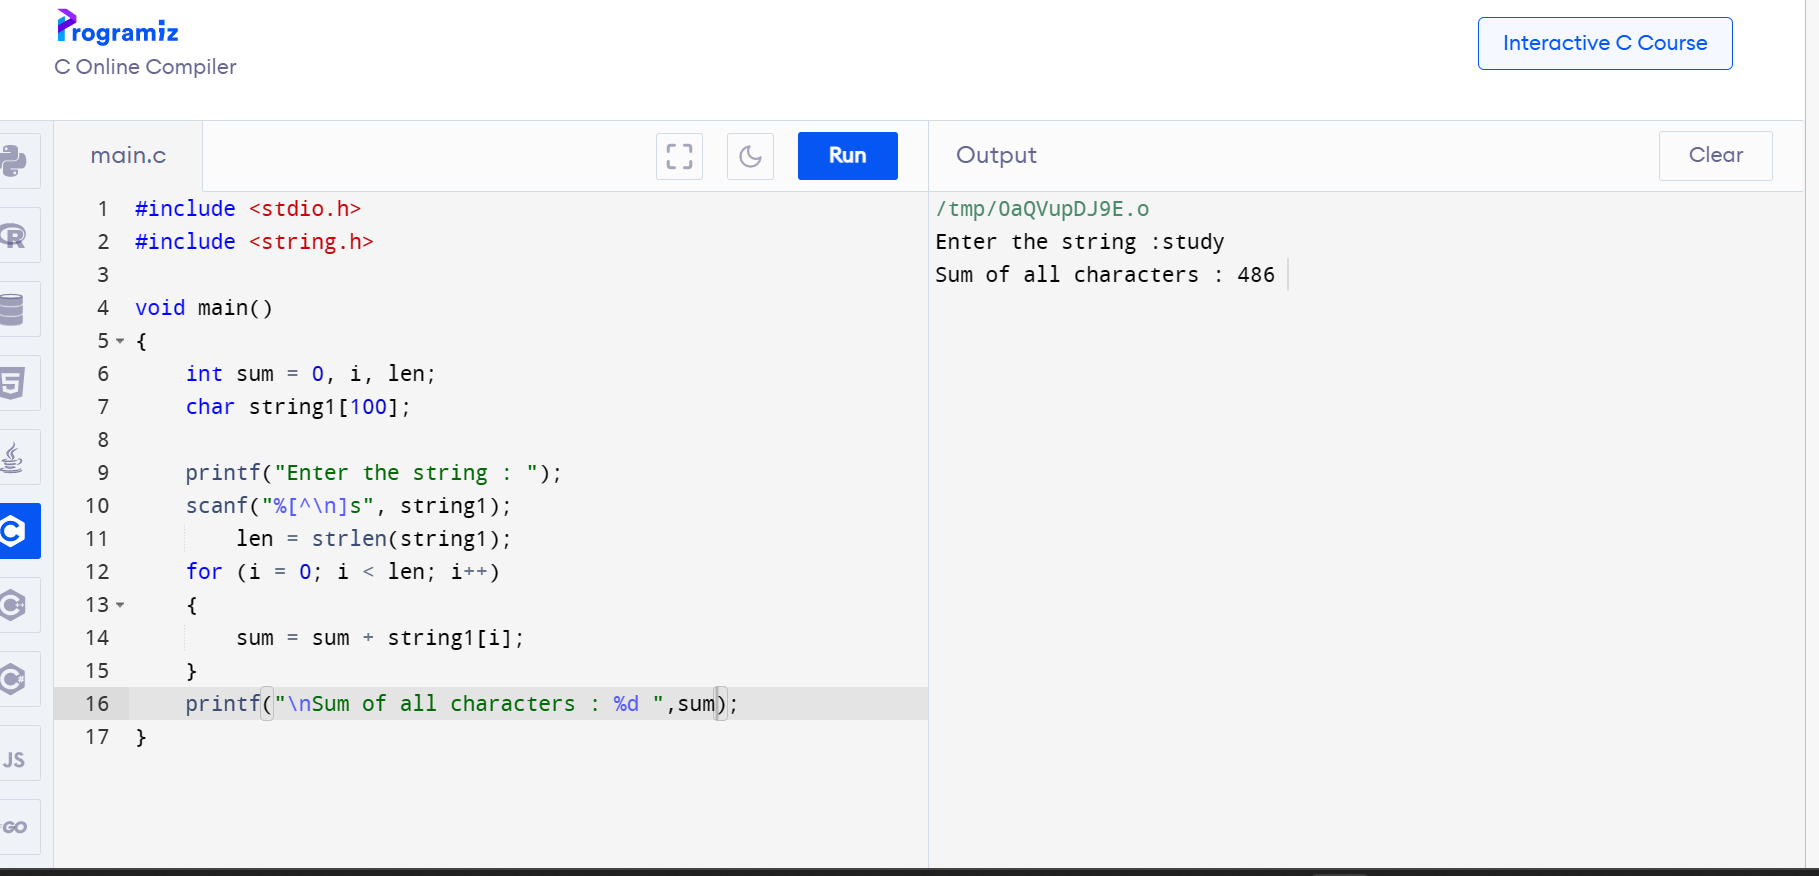 Programiz
C Online Compiler
Interactive C Course
main.c
Run
Output
Clear
1 #include <stdio.h>
2 #include <string.h>
3
4 void main()
5 {
6     int sum = 0, i, len;
7     char string1[100];
8
9     printf("Enter the string : ");
10     scanf("%[^\n]s", string1);
11         len = strlen(string1);
12     for (i = 0; i < len; i++)
13     {
14         sum = sum + string1[i];
15     }
16     printf("\nSum of all characters : %d ",sum);
17 }
/tmp/0aQVupDJ9E.o
Enter the string :study
Sum of all characters : 486
R
5
C
C++
C#
JS
GO